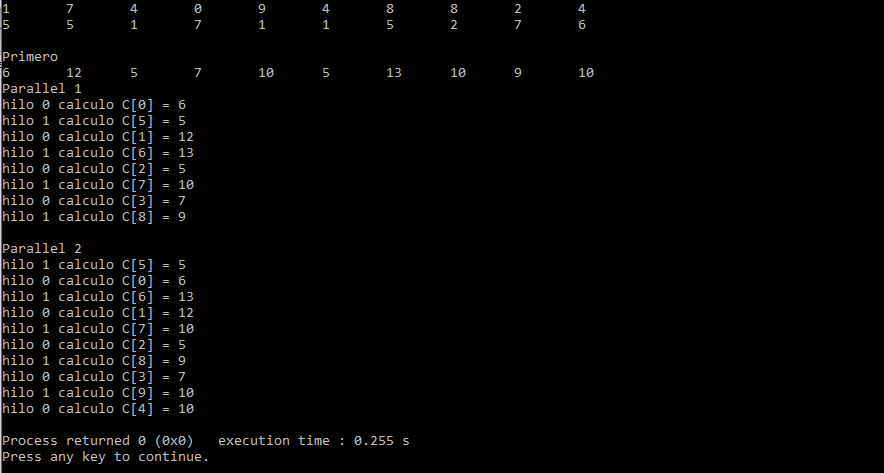 1 7 4 0 9 4 8 8 2 4
5 5 1 7 1 1 5 2 7 6
Primero
6 12 5 7 10 5 13 10 9 10
Parallel 1
hilo 0 calculo C[0] = 6
hilo 1 calculo C[5] = 5
hilo 0 calculo C[1] = 12
hilo 1 calculo C[6] = 13
hilo 0 calculo C[2] = 5
hilo 1 calculo C[7] = 10
hilo 0 calculo C[3] = 7
hilo 1 calculo C[8] = 9
Parallel 2
hilo 1 calculo C[5] = 5
hilo 0 calculo C[0] = 6
hilo 1 calculo C[6] = 13
hilo 0 calculo C[1] = 12
hilo 1 calculo C[7] = 10
hilo 0 calculo C[2] = 5
hilo 1 calculo C[8] = 9
hilo 0 calculo C[3] = 7
hilo 1 calculo C[9] = 10
hilo 0 calculo C[4] = 10
Process returned 0 (0x0) execution time : 0.255 s
Press any key to continue.